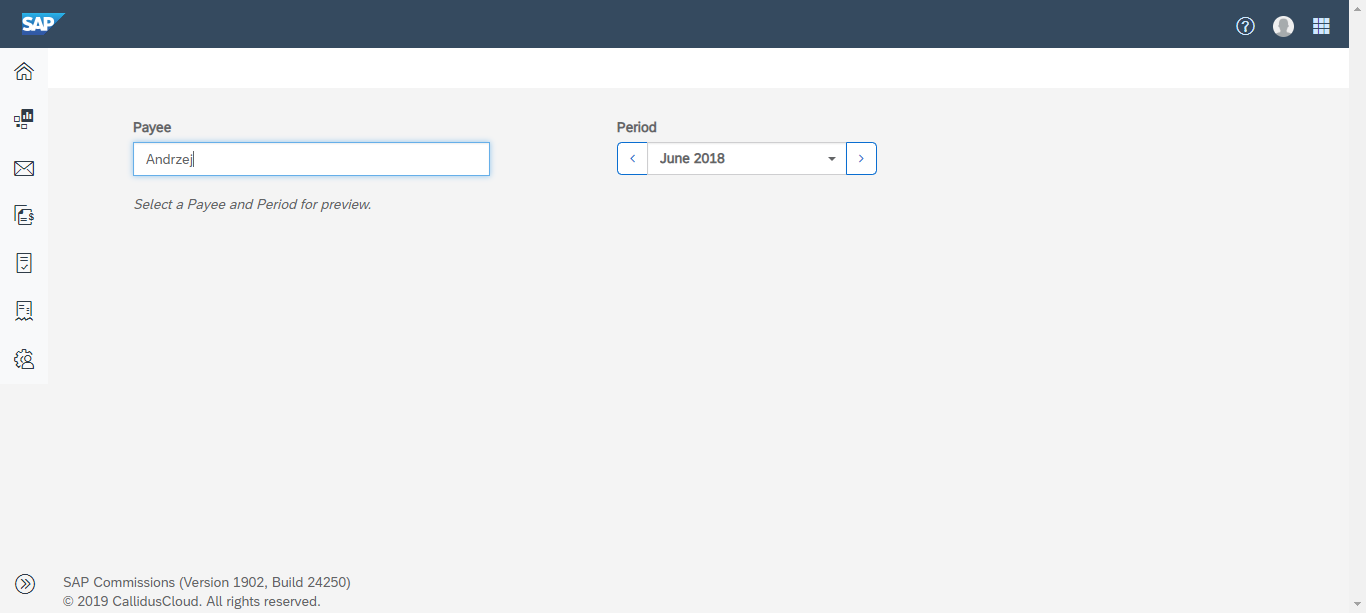 SAP
Payee
Period
Andrzej
June 2018
Select a Payee and Period for preview.
SAP Commissions (Version 1902, Build 24250)
© 2019 CallidusCloud. All rights reserved.